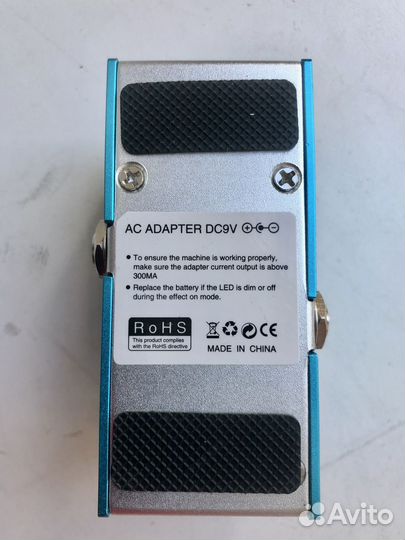 AC ADAPTER DC9V
● To ensure the machine is working properly,
make sure the adapter current output is above
300MA
● Replace the battery if the LED is dim or off
during the effect on mode.
RoHS
This product complies
with the RoHS directive
CE
MADE IN CHINA
Avito